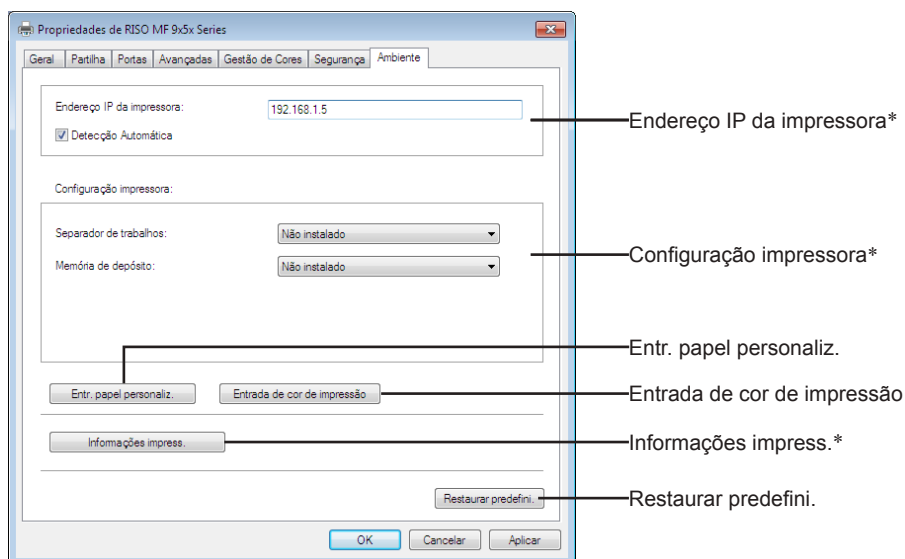 Propriedades de RISO MF 9x5x Series
Geral Partilha Portas Avançadas Gestão de Cores Segurança Ambiente
Endereço IP da impressora: 192.168.1.5
Endereço IP da impressora*
Detecção Automática
Configuração impressora:
Separador de trabalhos: Não instalado
Configuração impressora*
Memória de depósito: Não instalado
Entr. papel personaliz.
Entr. papel personaliz. Entrada de cor de impressão
Entrada de cor de impressão
Informações impress.
Informações impress.*
Restaurar predefini.
Restaurar predefini.
OK Cancelar Aplicar